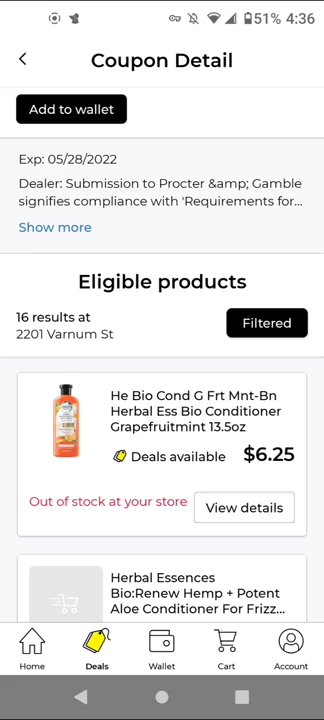 51% 4:36
Coupon Detail
Add to wallet
Exp: 05/28/2022
Dealer: Submission to Procter &amp; Gamble
signifies compliance with 'Requirements for...
Show more
Eligible products
16 results at
2201 Varnum St
Filtered
He Bio Cond G Frt Mnt-Bn
Herbal Ess Bio Conditioner
Grapefruitmint 13.5oz
Deals available $6.25
Out of stock at your store
View details
Herbal Essences
Bio:Renew Hemp + Potent
Aloe Conditioner For Frizz...
Home Deals Wallet Cart Account